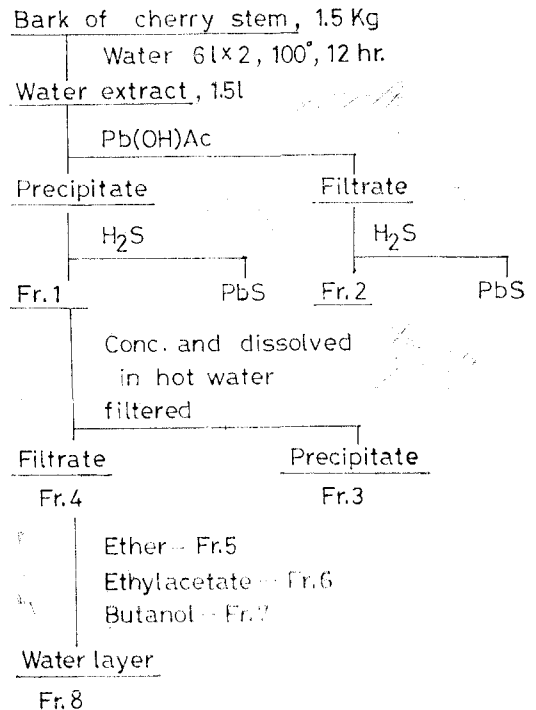 Bark of cherry stem, 1.5 Kg
Water 6l×2, 100°, 12 hr.
Water extract, 1.5l
Pb(OH)Ac
Precipitate Filtrate
H₂S H₂S
Fr.1 PbS Fr.2 PbS
Conc. and dissolved
in hot water
filtered
Filtrate Precipitate
Fr.4 Fr.3
Ether - Fr.5
Ethylacetate - Fr.6
Butanol - Fr.
Water layer
Fr.8